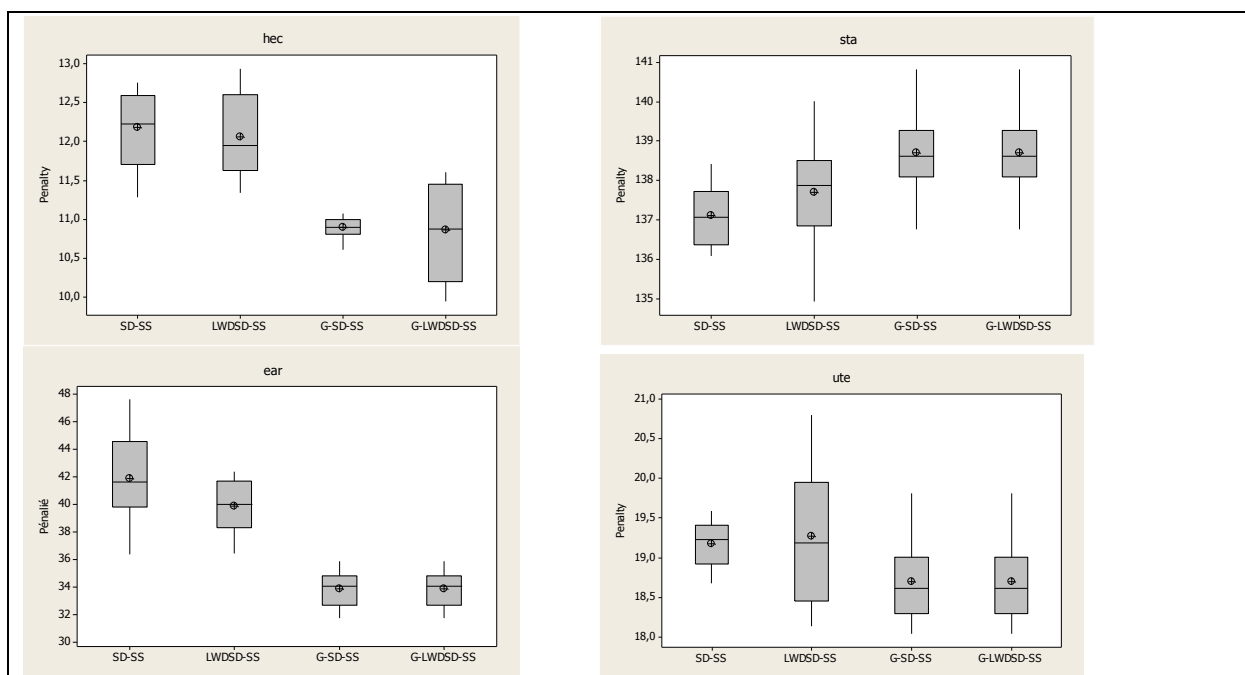 hec
Penalty
13,0
12,5
12,0
11,5
11,0
10,5
10,0
SD-SS LWDSD-SS G-SD-SS G-LWDSD-SS
sta
Penalty
141
140
139
138
137
136
135
SD-SS LWDSD-SS G-SD-SS G-LWDSD-SS
ear
Pénalié
48
46
44
42
40
38
36
34
32
30
SD-SS LWDSD-SS G-SD-SS G-LWDSD-SS
ute
Penalty
21,0
20,5
20,0
19,5
19,0
18,5
18,0
SD-SS LWDSD-SS G-SD-SS G-LWDSD-SS